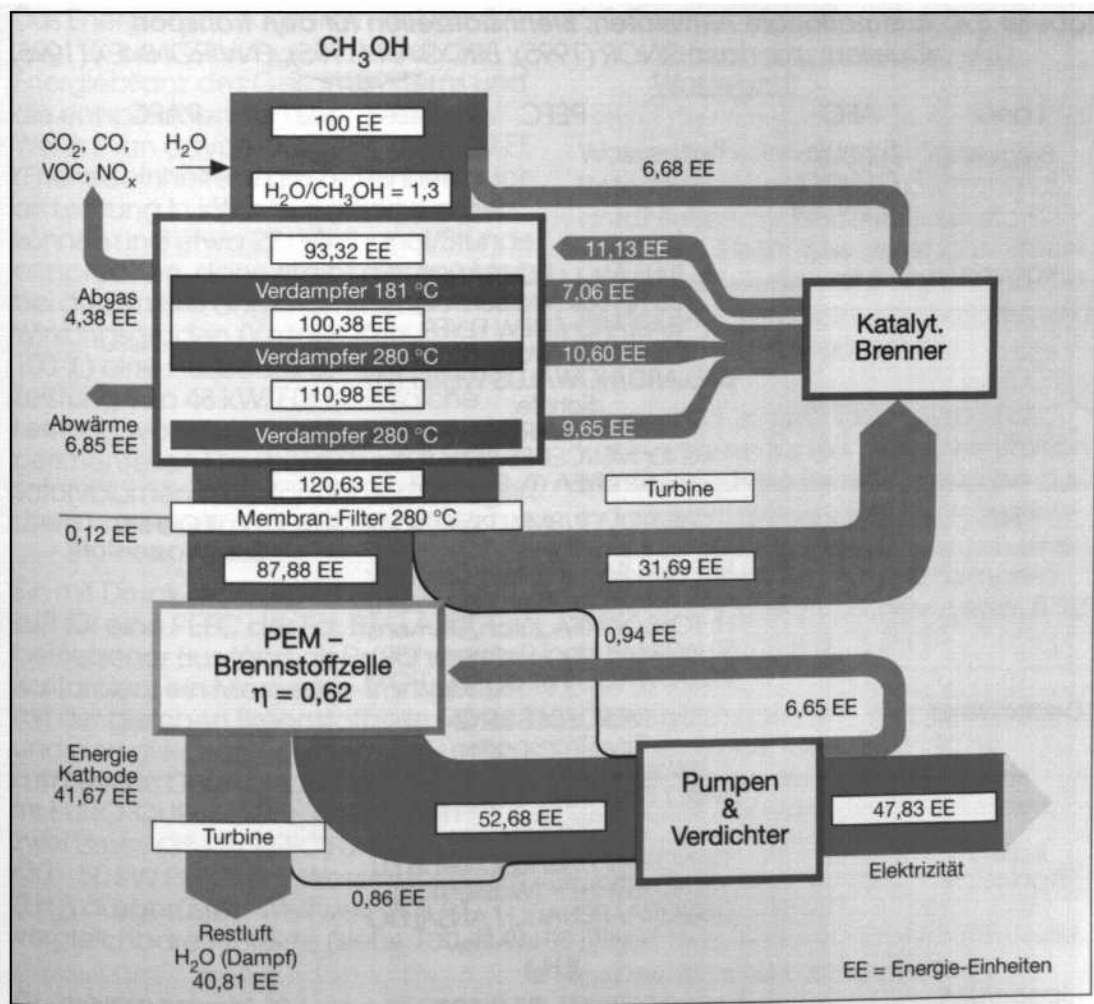 CH₃OH
100 EE
CO₂, CO,
VOC, NOₓ
H₂O
H₂O/CH₃OH = 1,3
6,68 EE
93,32 EE
11,13 EE
Verdampfer 181 °C
7,06 EE
Abgas
4,38 EE
100,38 EE
Katalyt.
Brenner
Verdampfer 280 °C
10,60 EE
110,98 EE
Abwärme
6,85 EE
Verdampfer 280 °C
9,65 EE
120,63 EE
Turbine
Membran-Filter 280 °C
0,12 EE
87,88 EE
31,69 EE
PEM –
Brennstoffzelle
η = 0,62
0,94 EE
6,65 EE
Energie
Kathode
41,67 EE
Pumpen
&
Verdichter
52,68 EE
47,83 EE
Turbine
Elektrizität
0,86 EE
Restluft
H₂O (Dampf)
40,81 EE
EE = Energie-Einheiten